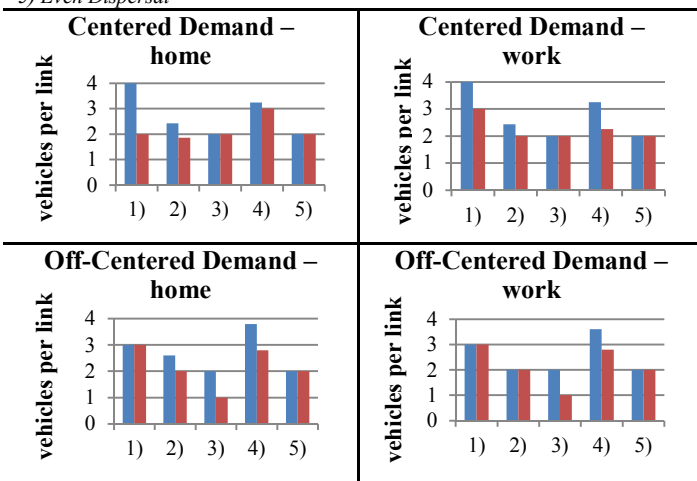 5) Even Dispersal
Centered Demand –
home
vehicles per link
4
3
2
1
0
1) 2) 3) 4) 5)
Centered Demand –
work
vehicles per link
4
3
2
1
0
1) 2) 3) 4) 5)
Off-Centered Demand –
home
vehicles per link
4
3
2
1
0
1) 2) 3) 4) 5)
Off-Centered Demand –
work
vehicles per link
4
3
2
1
0
1) 2) 3) 4) 5)